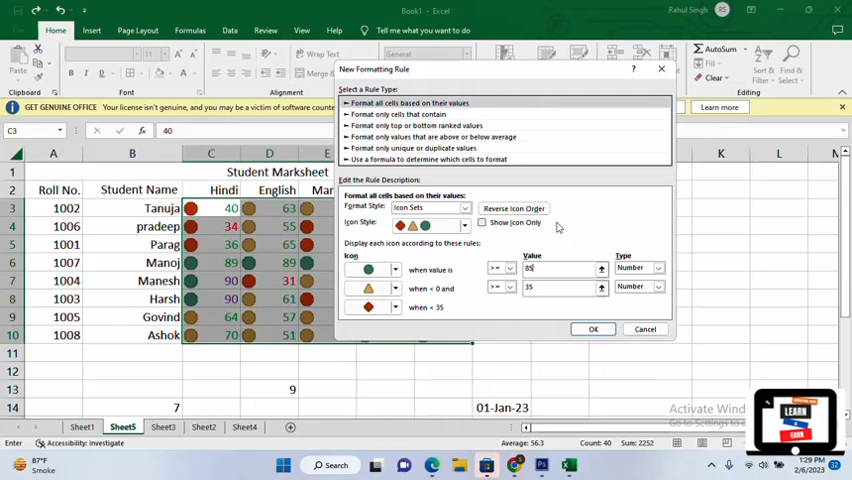 Book1 - Excel
Rahul Singh RS
File Home Insert Page Layout Formulas Data Review View Help Tell me what you want to do
Paste
B I U
Wrap Text
Merge &
General
AutoSum
Fill
Clear
Clipboard
Editing
GET GENUINE OFFICE Your license isn't genuine, and you may be a victim of software counte
Learn more
C3 40
A B C D E K L M
1 Student Marksheet
2 Roll No. Student Name Hindi English Mar
3 1002 Tanuja 40 63
4 1006 pradeep 34 55
5 1001 Parag 36 65
6 1007 Manoj 89 89
7 1004 Manesh 90 31
8 1003 Harsh 90 61
9 1005 Govind 64 57
10 1008 Ashok 70 51
11
12
13 9
14 7 01-Jan-23
New Formatting Rule
?
Select a Rule Type:
► Format all cells based on their values
► Format only cells that contain
► Format only top or bottom ranked values
► Format only values that are above or below average
► Format only unique or duplicate values
► Use a formula to determine which cells to format
Edit the Rule Description:
Format all cells based on their values:
Format Style: Icon Sets Reverse Icon Order
Icon Style: Show Icon Only
Display each icon according to these rules:
Icon Value Type
when value is >= 85 Number
when < 0 and >= 35 Number
when < 35
OK Cancel
Activate Wind
Go to Settings to a
LEARN
&
EARN
Sheet1 Sheet5 Sheet3 Sheet2 Sheet4
Enter Accessibility: Investigate Average: 56.3 Count: 40 Sum: 2252
87°F
Smoke
Search
1:29 PM
2/6/2023